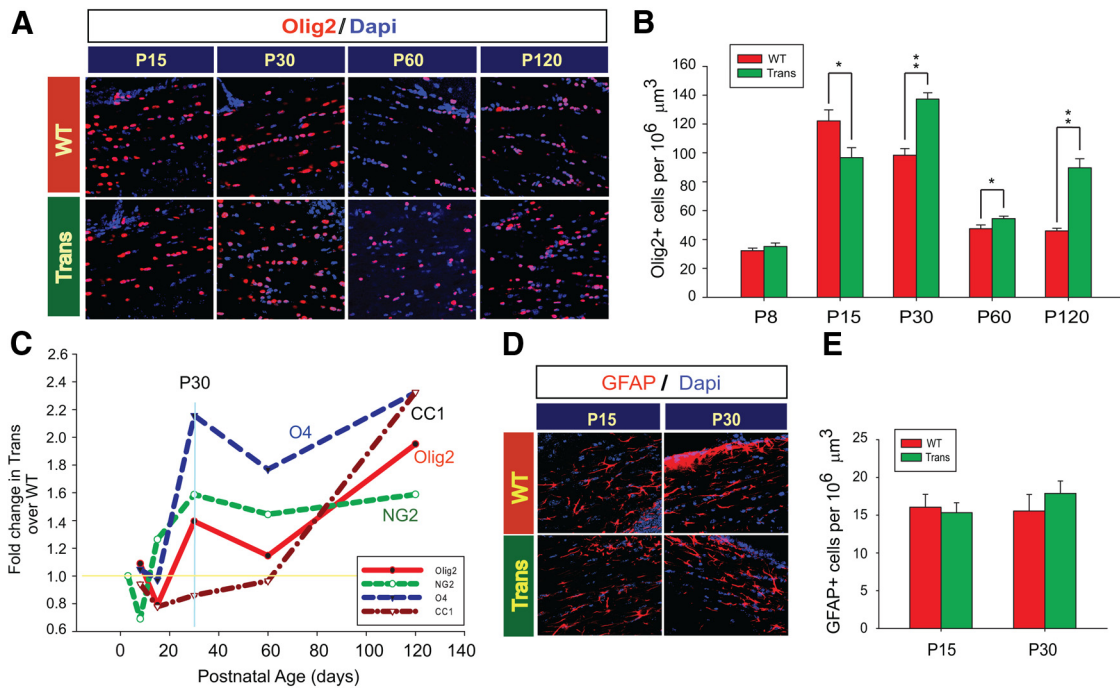 A
Olig2/Dapi
P15 P30 P60 P120
WT
Trans
B
WT
Trans
Olig2+ cells per 10⁶ μm³
160
140
120
100
80
60
40
20
0
*
**
*
**
P8 P15 P30 P60 P120
C
Fold change in Trans
over WT
2.6
2.4
2.2
2.0
1.8
1.6
1.4
1.2
1.0
0.8
0.6
P30
O4
CC1
Olig2
NG2
Olig2
NG2
O4
CC1
0 20 40 60 80 100 120 140
Postnatal Age (days)
D
GFAP / Dapi
P15 P30
WT
Trans
E
WT
Trans
GFAP+ cells per 10⁶ μm³
25
20
15
10
5
0
P15 P30